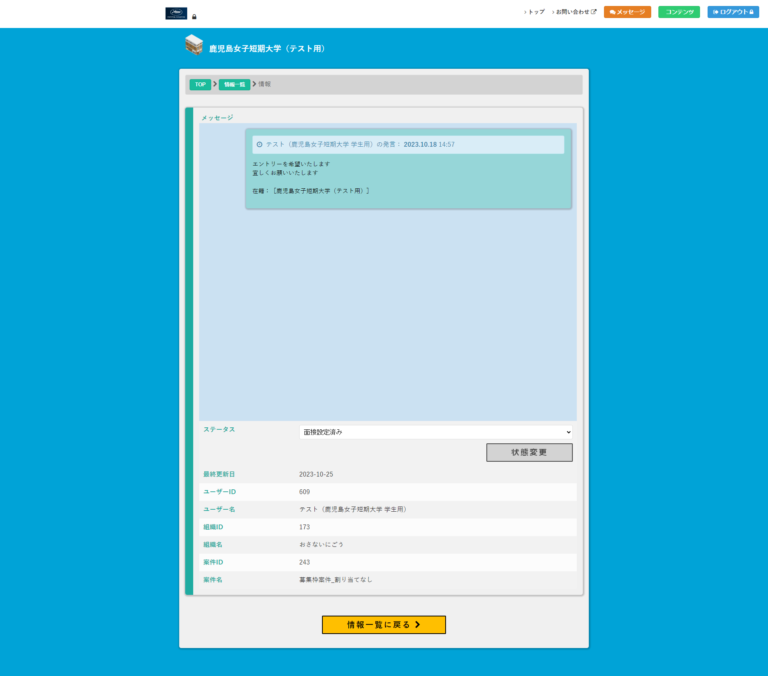 トップ
お問い合わせ
メッセージ
コンテンツ
ログアウト
鹿児島女子短期大学（テスト用）
TOP
情報一覧
情報
メッセージ
テスト（鹿児島女子短期大学 学生用）の発言： 2023.10.18 14:57
エントリーを希望いたします
宜しくお願いいたします
在籍：［鹿児島女子短期大学（テスト用）］
ステータス
面接設定済み
状態変更
最終更新日 2023-10-25
ユーザーID 609
ユーザー名 テスト（鹿児島女子短期大学 学生用）
組織ID 173
組織名 おさないにごう
案件ID 243
案件名 募集枠案件_割り当てなし
情報一覧に戻る